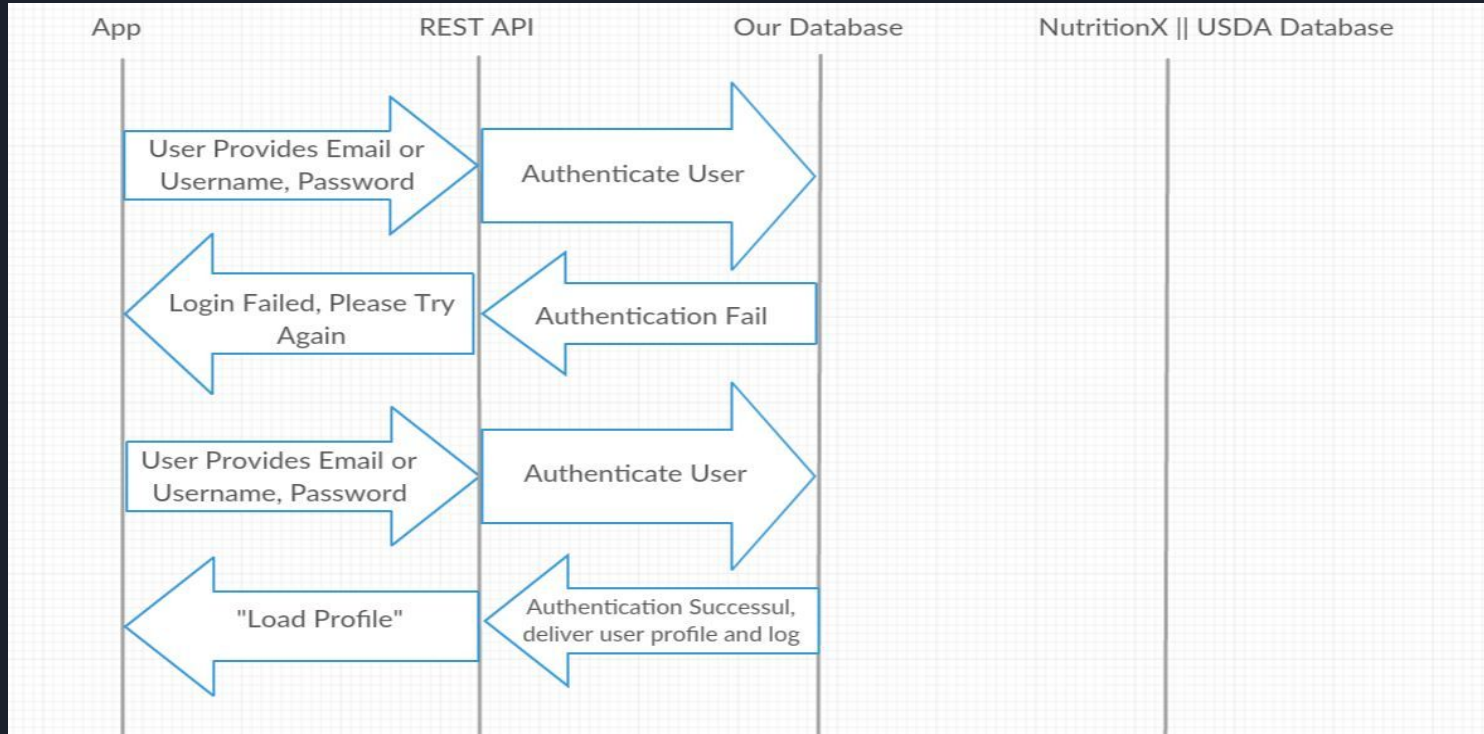 App
REST API
Our Database
NutritionX || USDA Database
User Provides Email or
Username, Password
Authenticate User
Login Failed, Please Try
Again
Authentication Fail
User Provides Email or
Username, Password
Authenticate User
"Load Profile"
Authentication Successul,
deliver user profile and log